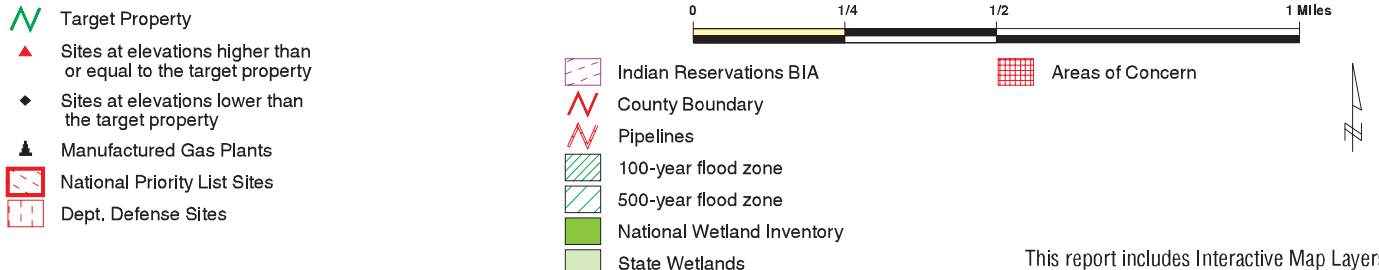 Target Property
Sites at elevations higher than
or equal to the target property
Sites at elevations lower than
the target property
Manufactured Gas Plants
National Priority List Sites
Dept. Defense Sites
0 1/4 1/2 1 Miles
Indian Reservations BIA
County Boundary
Pipelines
100-year flood zone
500-year flood zone
National Wetland Inventory
State Wetlands
Areas of Concern
This report includes Interactive Map Layers